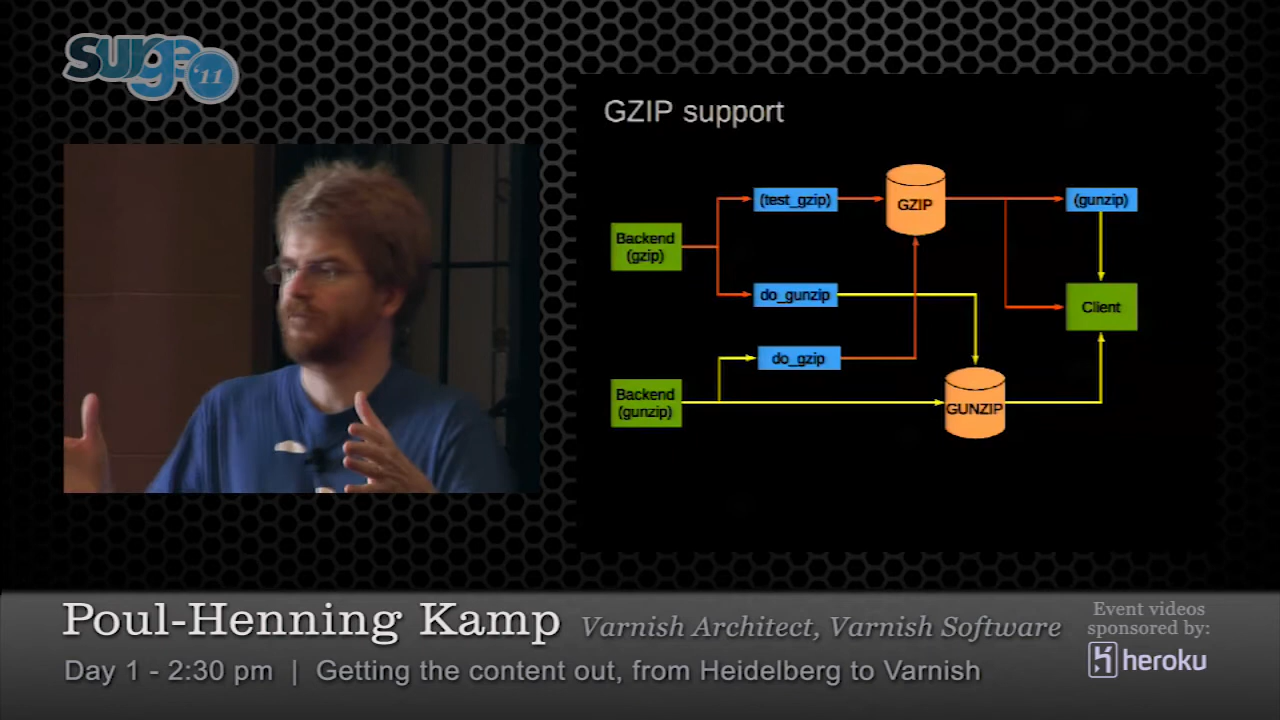 surge '11
GZIP support
(test_gzip)
GZIP
(gunzip)
Backend
(gzip)
do_gunzip
Client
do_gzip
Backend
(gunzip)
GUNZIP
Poul-Henning Kamp
Varnish Architect, Varnish Software
Day 1 - 2:30 pm | Getting the content out, from Heidelberg to Varnish
Event videos
sponsored by:
heroku